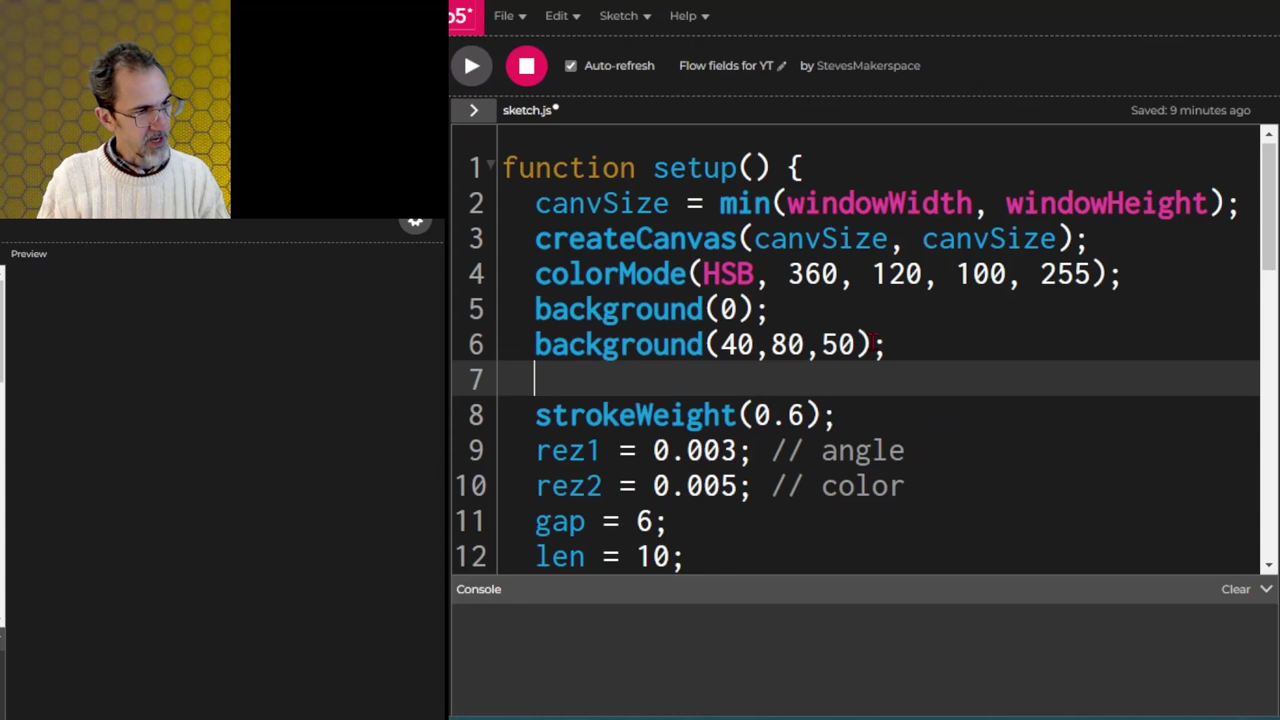 p5*
File
Edit
Sketch
Help
Auto-refresh
Flow fields for YT
by StevesMakerspace
sketch.js
Saved: 9 minutes ago
Preview
1 function setup() {
2 canvSize = min(windowWidth, windowHeight);
3 createCanvas(canvSize, canvSize);
4 colorMode(HSB, 360, 120, 100, 255);
5 background(0);
6 background(40,80,50);
7
8 strokeWeight(0.6);
9 rez1 = 0.003; // angle
10 rez2 = 0.005; // color
11 gap = 6;
12 len = 10;
Console
Clear